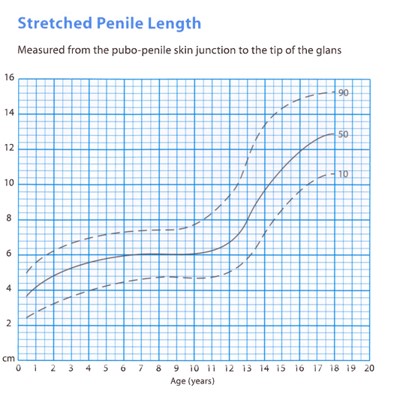 Stretched Penile Length
Measured from the pubo-penile skin junction to the tip of the glans
16
90
14
50
12
10
10
8
6
4
2
cm
0 1 2 3 4 5 6 7 8 9 10 11 12 13 14 15 16 17 18 19 20
Age (years)